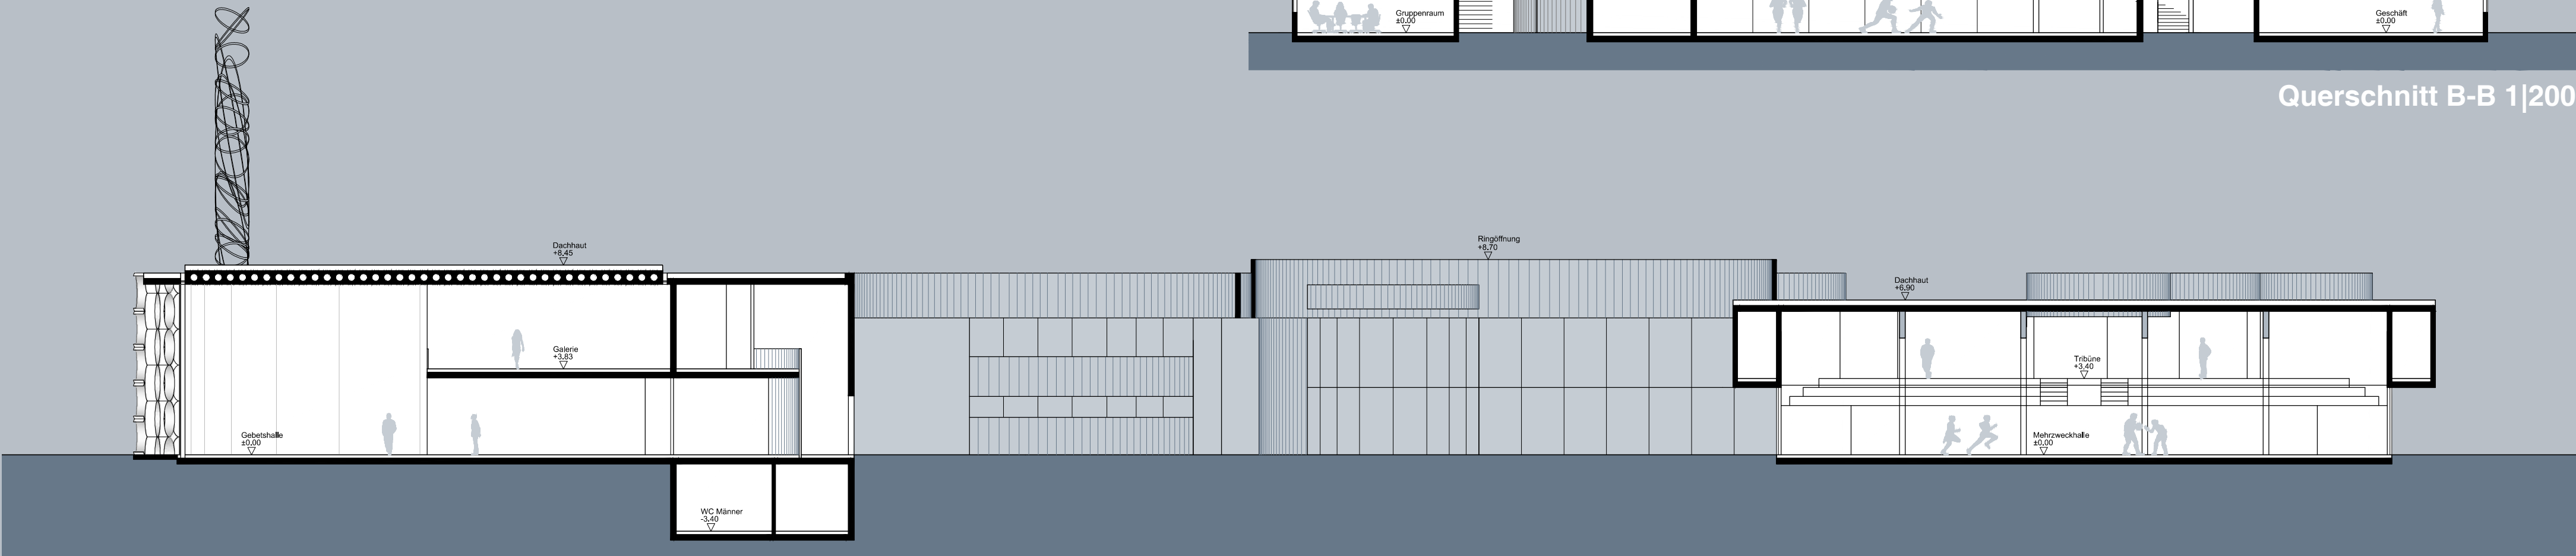 Gruppenraum
±0.00
Geschäft
±0.00
Querschnitt B-B 1|200
Dachhaut
+8.45
Ringöffnung
+8.70
Dachhaut
+6.90
Galerie
+3.83
Tribüne
+3.40
Gebetshalle
±0.00
Mehrzweckhalle
±0.00
WC Männer
-3.40